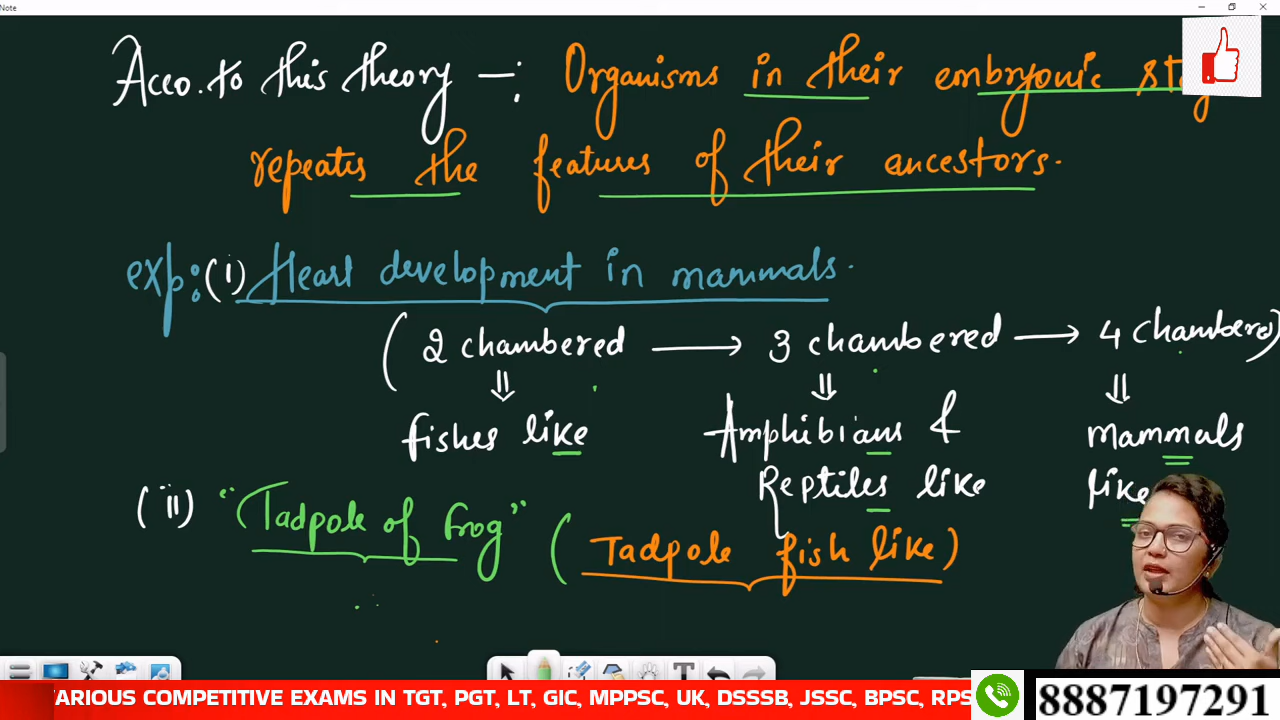 Note
Acco. to this theory —: Organisms in their embryonic
repeates the features of their ancestors.
exp: (i) Heart development in mammals.
(2 chambered → 3 chambered → 4 chambered)
⇓ ⇓ ⇓
fishes like Amphibians & mammals
Reptiles like like
(ii) "Tadpole of frog" (Tadpole fish like)
ARIOUS COMPETITIVE EXAMS IN TGT, PGT, LT, GIC, MPPSC, UK, DSSSB, JSSC, BPSC, RPS
8887197291